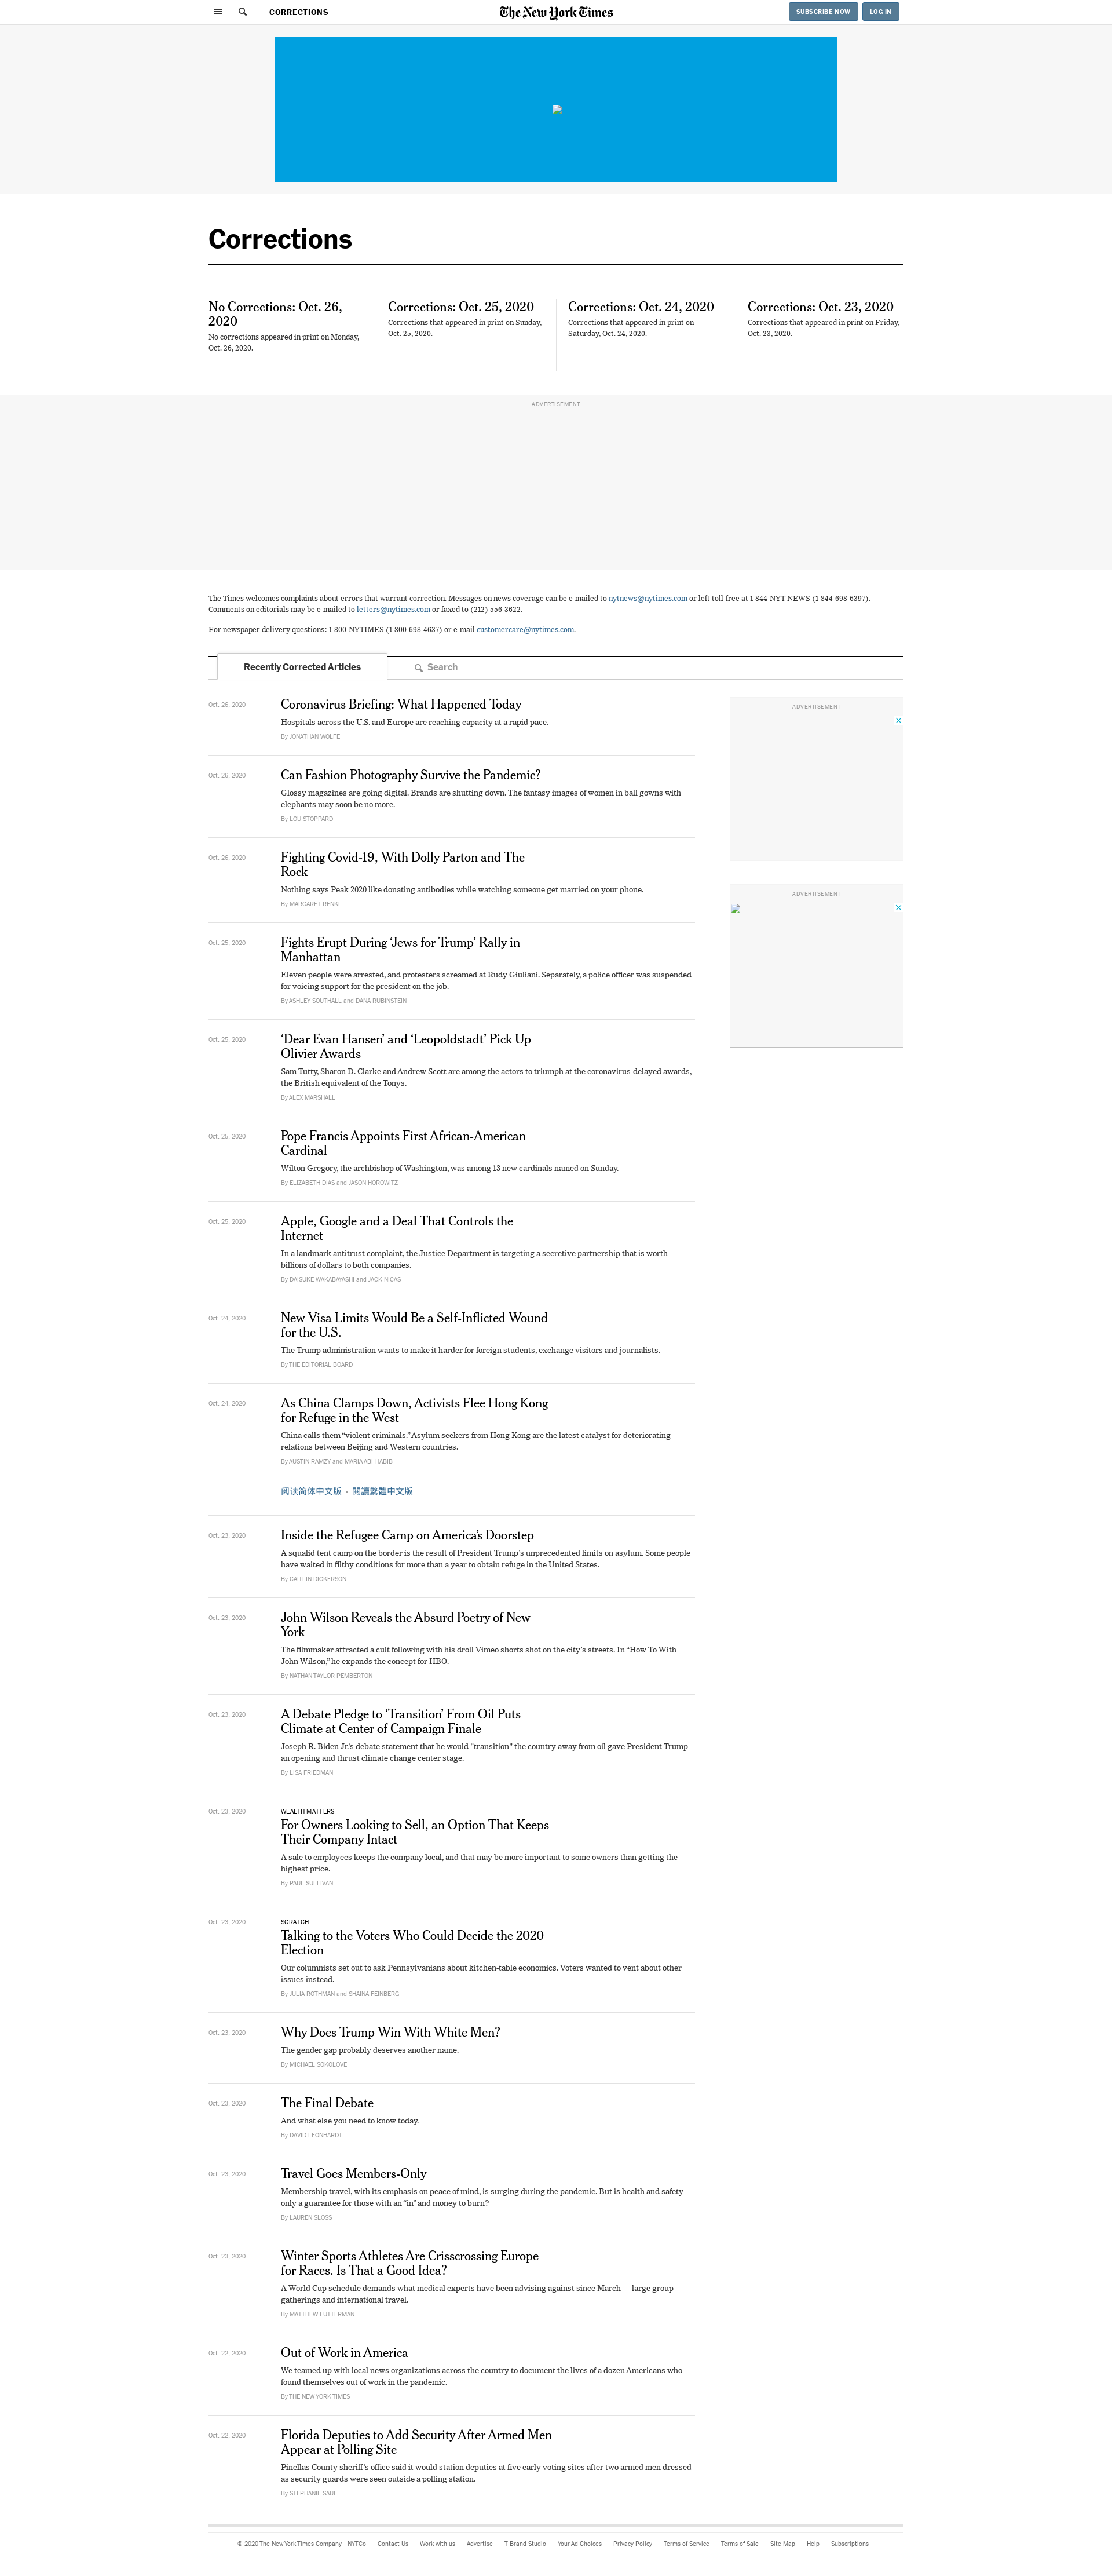 CORRECTIONS
The New York Times
SUBSCRIBE NOW
LOG IN
Corrections
No Corrections: Oct. 26,
2020
No corrections appeared in print on Monday,
Oct. 26, 2020.
Corrections: Oct. 25, 2020
Corrections that appeared in print on Sunday,
Oct. 25, 2020.
Corrections: Oct. 24, 2020
Corrections that appeared in print on
Saturday, Oct. 24, 2020.
Corrections: Oct. 23, 2020
Corrections that appeared in print on Friday,
Oct. 23, 2020.
ADVERTISEMENT
The Times welcomes complaints about errors that warrant correction. Messages on news coverage can be e-mailed to nytnews@nytimes.com or left toll-free at 1-844-NYT-NEWS (1-844-698-6397).
Comments on editorials may be e-mailed to letters@nytimes.com or faxed to (212) 556-3622.
For newspaper delivery questions: 1-800-NYTIMES (1-800-698-4637) or e-mail customercare@nytimes.com.
Recently Corrected Articles
Search
Oct. 26, 2020
Coronavirus Briefing: What Happened Today
Hospitals across the U.S. and Europe are reaching capacity at a rapid pace.
By JONATHAN WOLFE
Oct. 26, 2020
Can Fashion Photography Survive the Pandemic?
Glossy magazines are going digital. Brands are shutting down. The fantasy images of women in ball gowns with
elephants may soon be no more.
By LOU STOPPARD
Oct. 26, 2020
Fighting Covid-19, With Dolly Parton and The
Rock
Nothing says Peak 2020 like donating antibodies while watching someone get married on your phone.
By MARGARET RENKL
Oct. 25, 2020
Fights Erupt During ‘Jews for Trump’ Rally in
Manhattan
Eleven people were arrested, and protesters screamed at Rudy Giuliani. Separately, a police officer was suspended
for voicing support for the president on the job.
By ASHLEY SOUTHALL and DANA RUBINSTEIN
Oct. 25, 2020
‘Dear Evan Hansen’ and ‘Leopoldstadt’ Pick Up
Olivier Awards
Sam Tutty, Sharon D. Clarke and Andrew Scott are among the actors to triumph at the coronavirus-delayed awards,
the British equivalent of the Tonys.
By ALEX MARSHALL
Oct. 25, 2020
Pope Francis Appoints First African-American
Cardinal
Wilton Gregory, the archbishop of Washington, was among 13 new cardinals named on Sunday.
By ELIZABETH DIAS and JASON HOROWITZ
Oct. 25, 2020
Apple, Google and a Deal That Controls the
Internet
In a landmark antitrust complaint, the Justice Department is targeting a secretive partnership that is worth
billions of dollars to both companies.
By DAISUKE WAKABAYASHI and JACK NICAS
Oct. 24, 2020
New Visa Limits Would Be a Self-Inflicted Wound
for the U.S.
The Trump administration wants to make it harder for foreign students, exchange visitors and journalists.
By THE EDITORIAL BOARD
Oct. 24, 2020
As China Clamps Down, Activists Flee Hong Kong
for Refuge in the West
China calls them “violent criminals.” Asylum seekers from Hong Kong are the latest catalyst for deteriorating
relations between Beijing and Western countries.
By AUSTIN RAMZY and MARIA ABI-HABIB
阅读简体中文版 · 閱讀繁體中文版
Oct. 23, 2020
Inside the Refugee Camp on America’s Doorstep
A squalid tent camp on the border is the result of President Trump’s unprecedented limits on asylum. Some people
have waited in filthy conditions for more than a year to obtain refuge in the United States.
By CAITLIN DICKERSON
Oct. 23, 2020
John Wilson Reveals the Absurd Poetry of New
York
The filmmaker attracted a cult following with his droll Vimeo shorts shot on the city’s streets. In “How To With
John Wilson,” he expands the concept for HBO.
By NATHAN TAYLOR PEMBERTON
Oct. 23, 2020
A Debate Pledge to ‘Transition’ From Oil Puts
Climate at Center of Campaign Finale
Joseph R. Biden Jr.’s debate statement that he would "transition" the country away from oil gave President Trump
an opening and thrust climate change center stage.
By LISA FRIEDMAN
Oct. 23, 2020
WEALTH MATTERS
For Owners Looking to Sell, an Option That Keeps
Their Company Intact
A sale to employees keeps the company local, and that may be more important to some owners than getting the
highest price.
By PAUL SULLIVAN
Oct. 23, 2020
SCRATCH
Talking to the Voters Who Could Decide the 2020
Election
Our columnists set out to ask Pennsylvanians about kitchen-table economics. Voters wanted to vent about other
issues instead.
By JULIA ROTHMAN and SHAINA FEINBERG
Oct. 23, 2020
Why Does Trump Win With White Men?
The gender gap probably deserves another name.
By MICHAEL SOKOLOVE
Oct. 23, 2020
The Final Debate
And what else you need to know today.
By DAVID LEONHARDT
Oct. 23, 2020
Travel Goes Members-Only
Membership travel, with its emphasis on peace of mind, is surging during the pandemic. But is health and safety
only a guarantee for those with an “in” and money to burn?
By LAUREN SLOSS
Oct. 23, 2020
Winter Sports Athletes Are Crisscrossing Europe
for Races. Is That a Good Idea?
A World Cup schedule demands what medical experts have been advising against since March — large group
gatherings and international travel.
By MATTHEW FUTTERMAN
Oct. 22, 2020
Out of Work in America
We teamed up with local news organizations across the country to document the lives of a dozen Americans who
found themselves out of work in the pandemic.
By THE NEW YORK TIMES
Oct. 22, 2020
Florida Deputies to Add Security After Armed Men
Appear at Polling Site
Pinellas County sheriff’s office said it would station deputies at five early voting sites after two armed men dressed
as security guards were seen outside a polling station.
By STEPHANIE SAUL
ADVERTISEMENT
ADVERTISEMENT
© 2020 The New York Times Company NYTCo Contact Us Work with us Advertise T Brand Studio Your Ad Choices Privacy Policy Terms of Service Terms of Sale Site Map Help Subscriptions